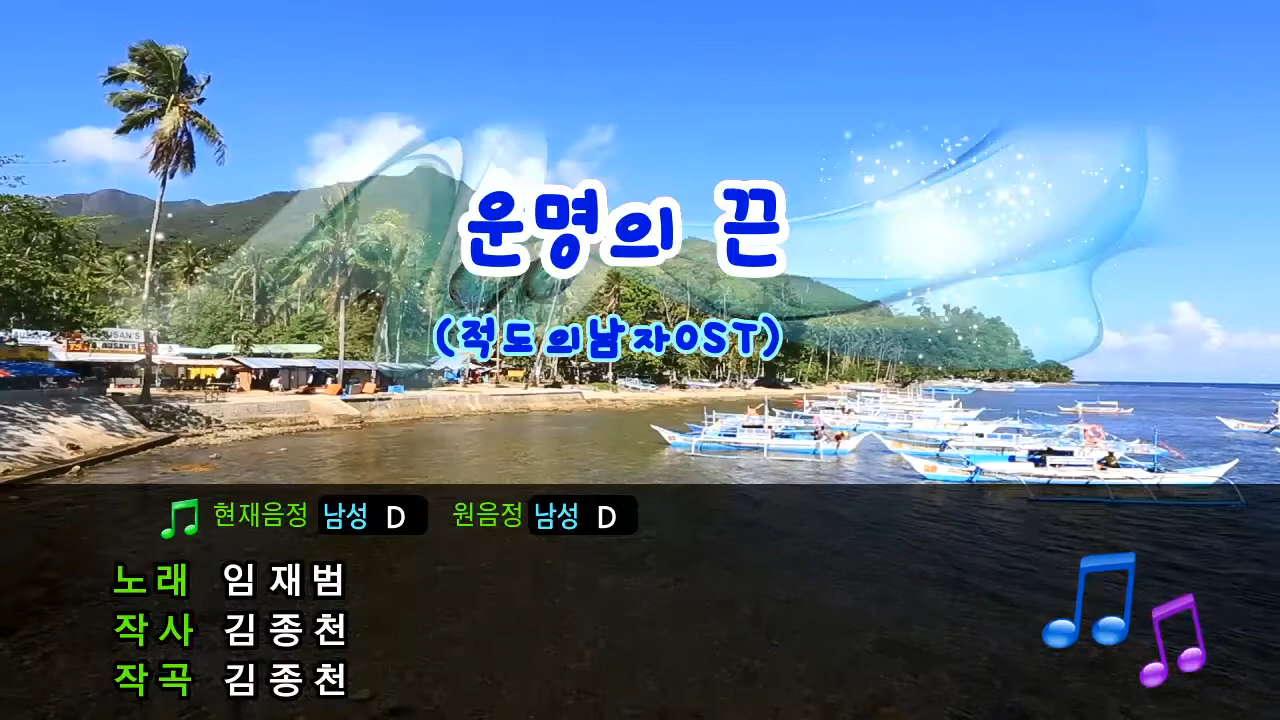 운명의 끈
(적도의남자OST)
현재음정 남성 D 원음정 남성 D
노래 임재범
작사 김종천
작곡 김종천